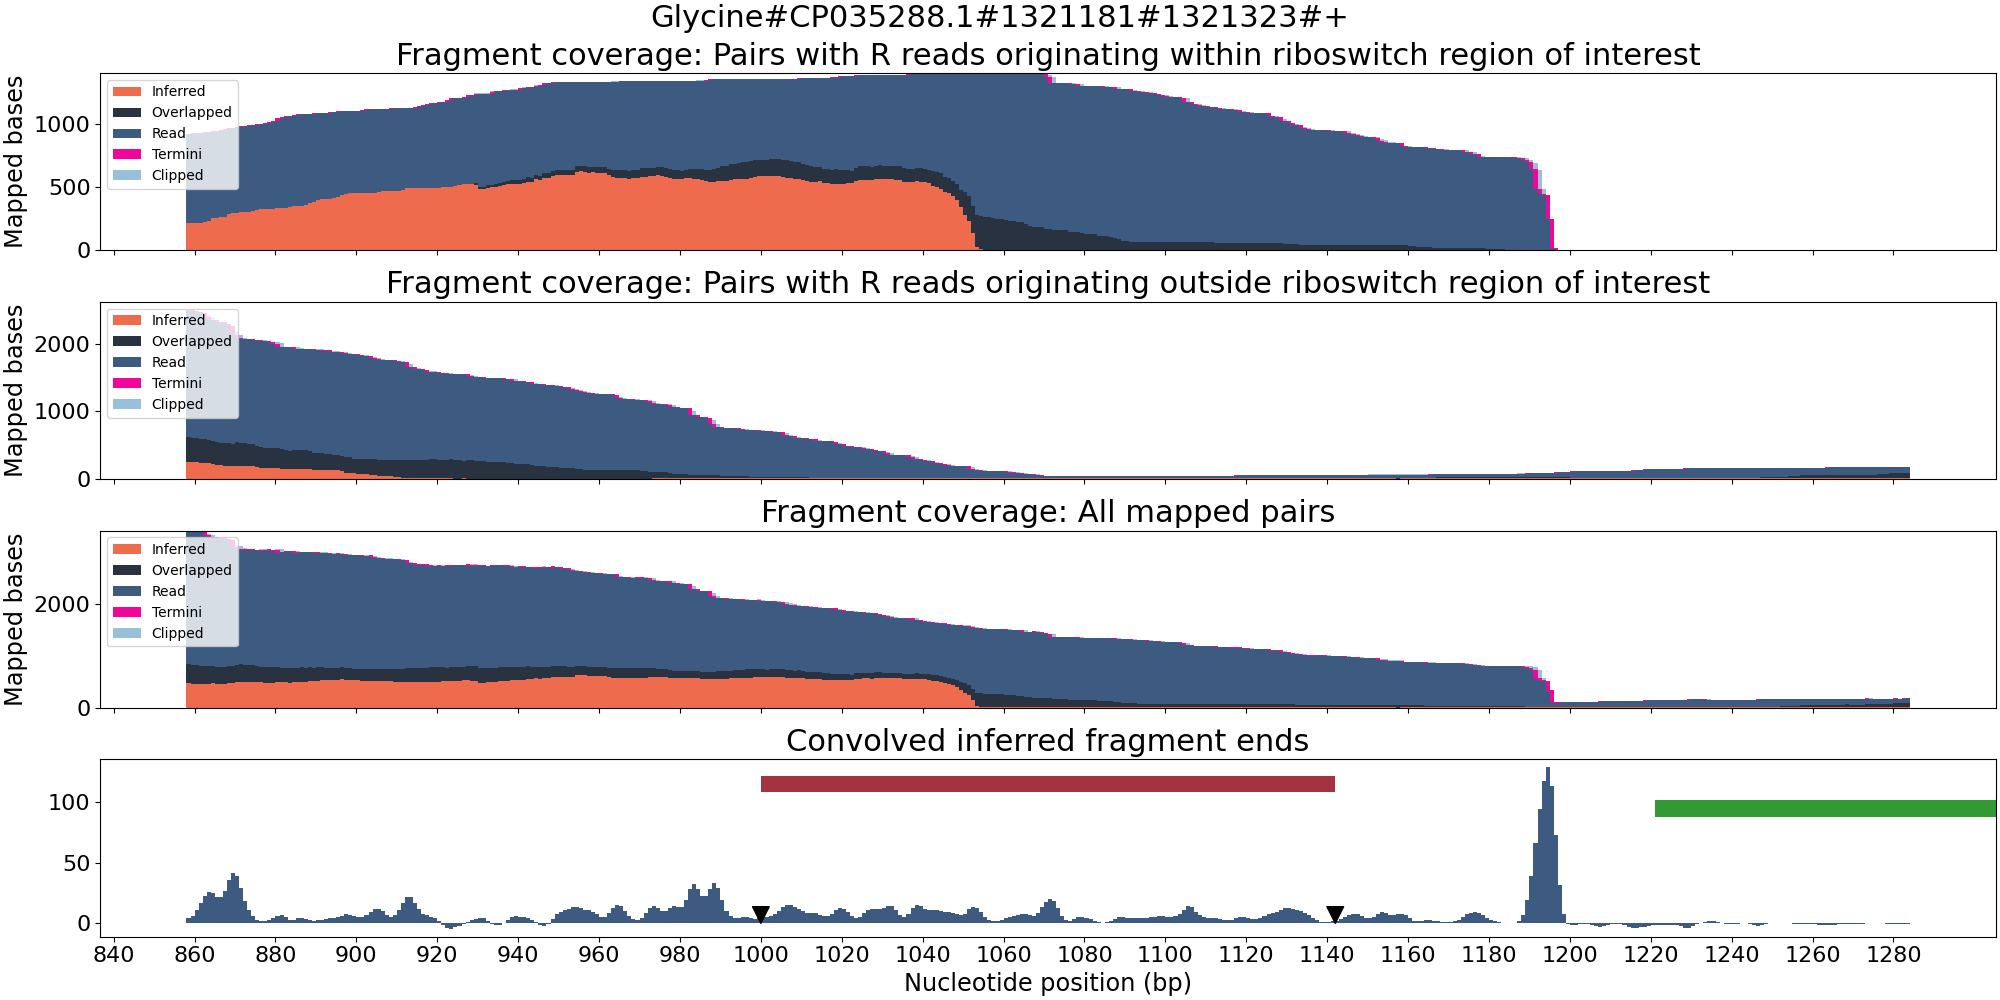 Glycine#CP035288.1#1321181#1321323#+
Fragment coverage: Pairs with R reads originating within riboswitch region of interest
Mapped bases
1000
500
0
Inferred
Overlapped
Read
Termini
Clipped
Fragment coverage: Pairs with R reads originating outside riboswitch region of interest
Mapped bases
2000
1000
0
Inferred
Overlapped
Read
Termini
Clipped
Fragment coverage: All mapped pairs
Mapped bases
2000
0
Inferred
Overlapped
Read
Termini
Clipped
Convolved inferred fragment ends
100
50
0
840 860 880 900 920 940 960 980 1000 1020 1040 1060 1080 1100 1120 1140 1160 1180 1200 1220 1240 1260 1280
Nucleotide position (bp)